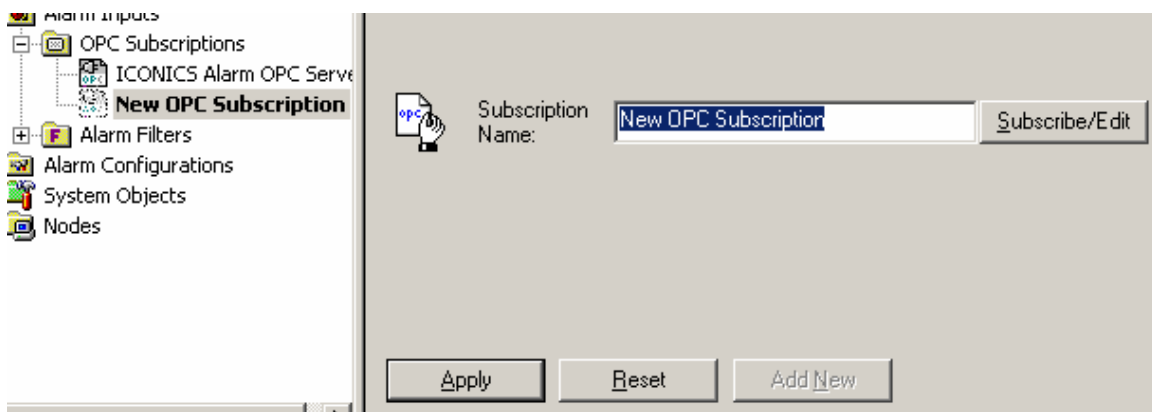 Alarm Inputs
OPC Subscriptions
ICONICS Alarm OPC Serve
New OPC Subscription
Alarm Filters
Alarm Configurations
System Objects
Nodes
Subscription
Name:
New OPC Subscription
Subscribe/Edit
Apply
Reset
Add New